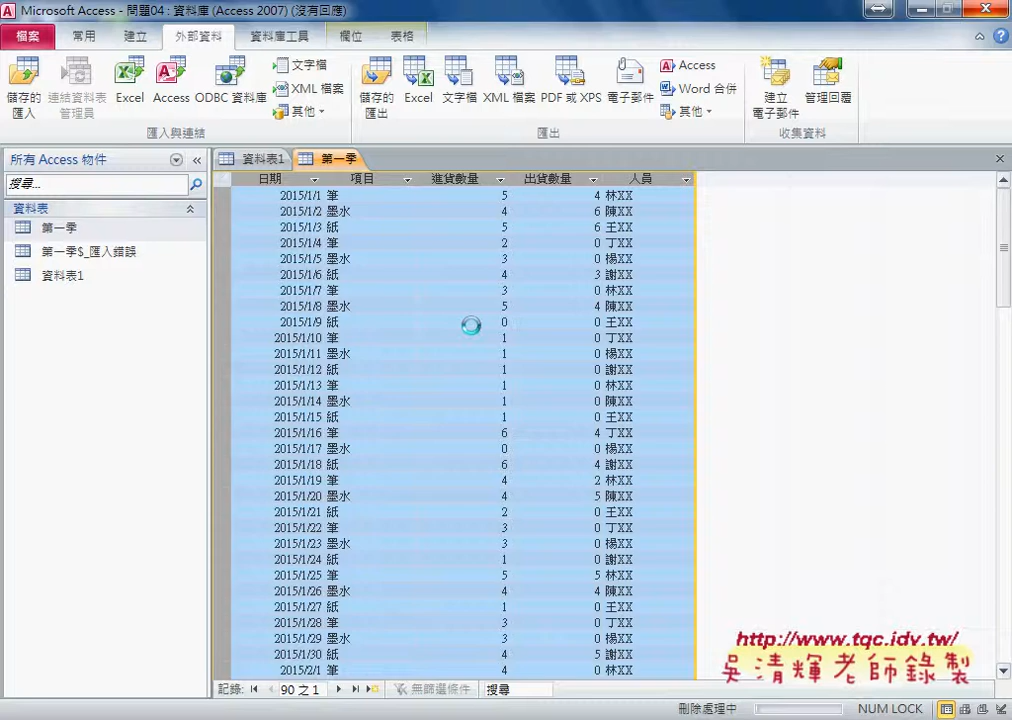 Microsoft Access - 問題04 : 資料庫 (Access 2007) (沒有回應)
檔案 常用 建立 外部資料 資料庫工具 欄位 表格
儲存的匯入
連結資料表管理員
Excel
Access
ODBC 資料庫
文字檔
XML 檔案
其他
匯入與連結
儲存的匯出
Excel
文字檔
XML 檔案
PDF 或 XPS
電子郵件
Access
Word 合併
其他
匯出
建立電子郵件
管理回覆
收集資料
所有 Access 物件
搜尋...
資料表
第一季
第一季$_匯入錯誤
資料表1
資料表1 第一季
日期 項目 進貨數量 出貨數量 人員
2015/1/1 筆 5 4 林XX
2015/1/2 墨水 4 6 陳XX
2015/1/3 紙 5 6 王XX
2015/1/4 筆 2 0 丁XX
2015/1/5 墨水 3 0 楊XX
2015/1/6 紙 4 3 謝XX
2015/1/7 筆 3 0 林XX
2015/1/8 墨水 5 4 陳XX
2015/1/9 紙 0 0 王XX
2015/1/10 筆 1 0 丁XX
2015/1/11 墨水 1 0 楊XX
2015/1/12 紙 1 0 謝XX
2015/1/13 筆 1 0 林XX
2015/1/14 墨水 1 0 陳XX
2015/1/15 紙 1 0 王XX
2015/1/16 筆 6 4 丁XX
2015/1/17 墨水 0 0 楊XX
2015/1/18 紙 6 4 謝XX
2015/1/19 筆 4 2 林XX
2015/1/20 墨水 4 5 陳XX
2015/1/21 紙 2 0 王XX
2015/1/22 筆 3 0 丁XX
2015/1/23 墨水 3 0 楊XX
2015/1/24 紙 1 0 謝XX
2015/1/25 筆 5 5 林XX
2015/1/26 墨水 4 4 陳XX
2015/1/27 紙 1 0 王XX
2015/1/28 筆 3 0 丁XX
2015/1/29 墨水 3 0 楊XX
2015/1/30 紙 4 5 謝XX
2015/2/1 筆 4 0 林XX
http://www.tqc.idv.tw/
吳清輝老師錄製
記錄: 90 之 1 無篩選條件 搜尋
刪除處理中 NUM LOCK